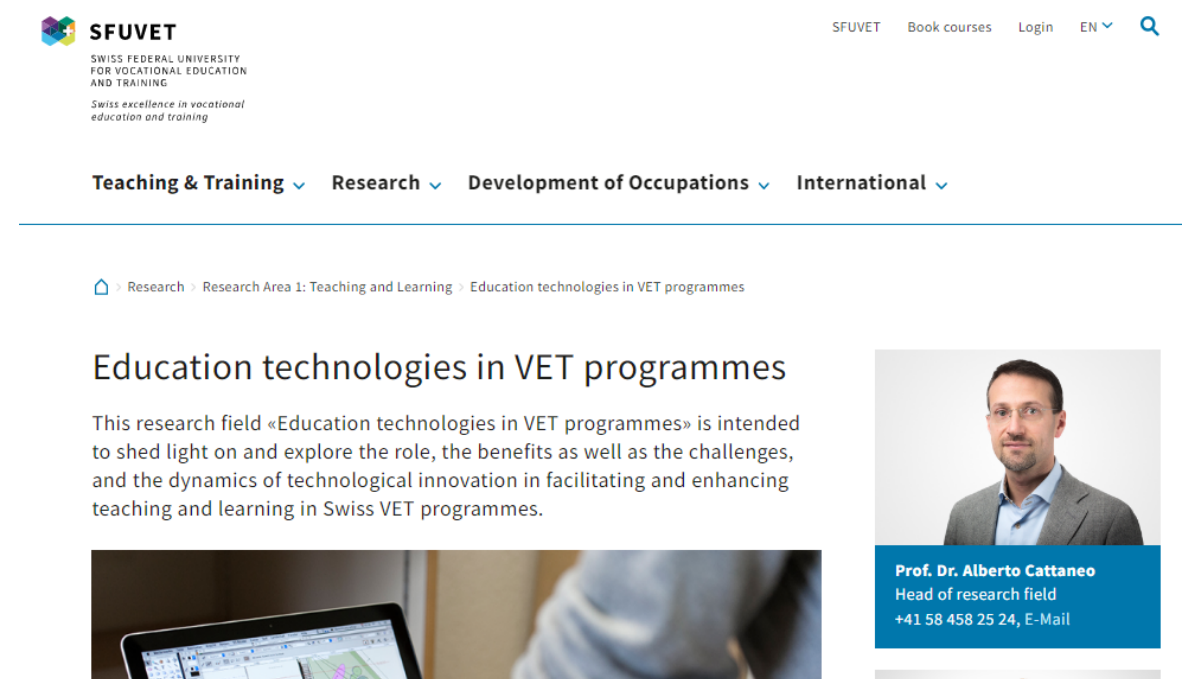 SFUVET
SWISS FEDERAL UNIVERSITY
FOR VOCATIONAL EDUCATION
AND TRAINING
Swiss excellence in vocational
education and training
SFUVET Book courses Login EN
Teaching & Training Research Development of Occupations International
Research > Research Area 1: Teaching and Learning > Education technologies in VET programmes
Education technologies in VET programmes
This research field «Education technologies in VET programmes» is intended
to shed light on and explore the role, the benefits as well as the challenges,
and the dynamics of technological innovation in facilitating and enhancing
teaching and learning in Swiss VET programmes.
Prof. Dr. Alberto Cattaneo
Head of research field
+41 58 458 25 24, E-Mail